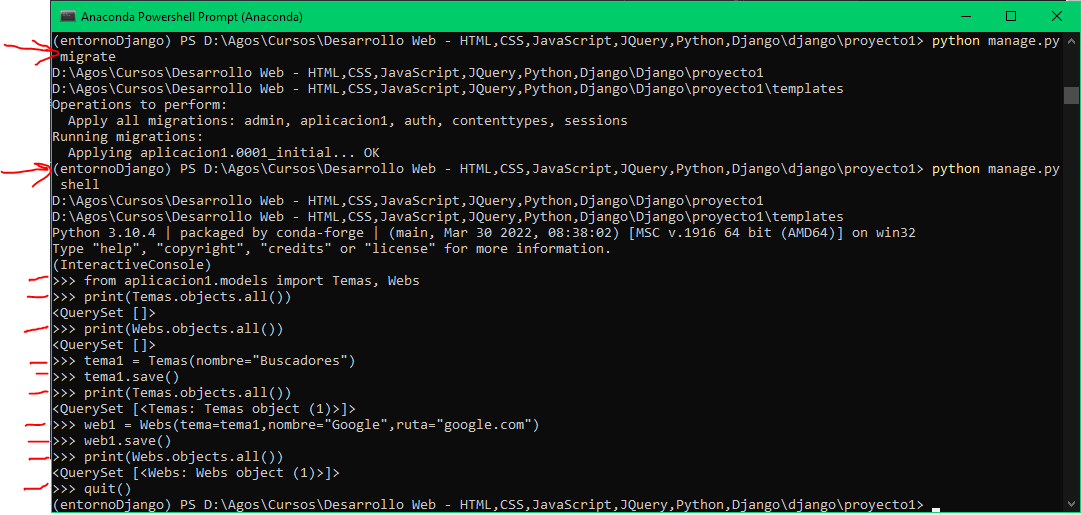 Anaconda Powershell Prompt (Anaconda)
(entornoDjango) PS D:\Agos\Cursos\Desarrollo Web - HTML,CSS,JavaScript,JQuery,Python,Django\django\proyecto1> python manage.py
 migrate
D:\Agos\Cursos\Desarrollo Web - HTML,CSS,JavaScript,JQuery,Python,Django\Django\proyecto1
D:\Agos\Cursos\Desarrollo Web - HTML,CSS,JavaScript,JQuery,Python,Django\Django\proyecto1\templates
Operations to perform:
  Apply all migrations: admin, aplicacion1, auth, contenttypes, sessions
Running migrations:
  Applying aplicacion1.0001_initial... OK
(entornoDjango) PS D:\Agos\Cursos\Desarrollo Web - HTML,CSS,JavaScript,JQuery,Python,Django\django\proyecto1> python manage.py
 shell
D:\Agos\Cursos\Desarrollo Web - HTML,CSS,JavaScript,JQuery,Python,Django\Django\proyecto1
D:\Agos\Cursos\Desarrollo Web - HTML,CSS,JavaScript,JQuery,Python,Django\Django\proyecto1\templates
Python 3.10.4 | packaged by conda-forge | (main, Mar 30 2022, 08:38:02) [MSC v.1916 64 bit (AMD64)] on win32
Type "help", "copyright", "credits" or "license" for more information.
(InteractiveConsole)
>>> from aplicacion1.models import Temas, Webs
>>> print(Temas.objects.all())
<QuerySet []>
>>> print(Webs.objects.all())
<QuerySet []>
>>> tema1 = Temas(nombre="Buscadores")
>>> tema1.save()
>>> print(Temas.objects.all())
<QuerySet [<Temas: Temas object (1)>]>
>>> web1 = Webs(tema=tema1,nombre="Google",ruta="google.com")
>>> web1.save()
>>> print(Webs.objects.all())
<QuerySet [<Webs: Webs object (1)>]>
>>> quit()
(entornoDjango) PS D:\Agos\Cursos\Desarrollo Web - HTML,CSS,JavaScript,JQuery,Python,Django\django\proyecto1>